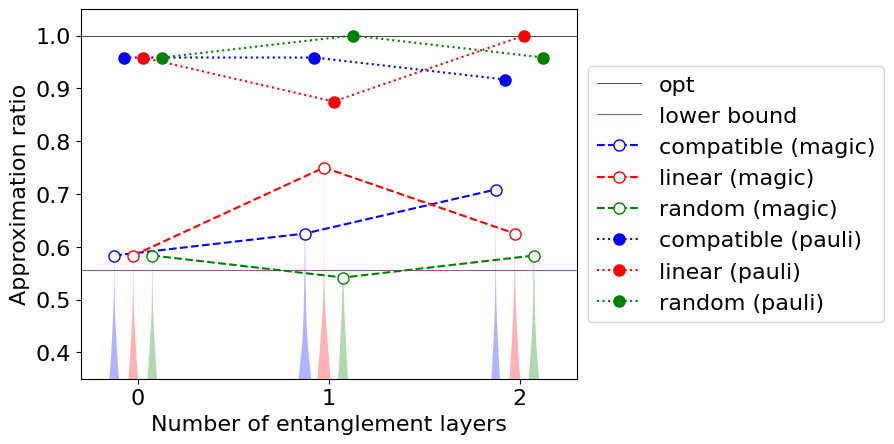 Approximation ratio
1.0
0.9
0.8
0.7
0.6
0.5
0.4
0
1
2
Number of entanglement layers
opt
lower bound
compatible (magic)
linear (magic)
random (magic)
compatible (pauli)
linear (pauli)
random (pauli)